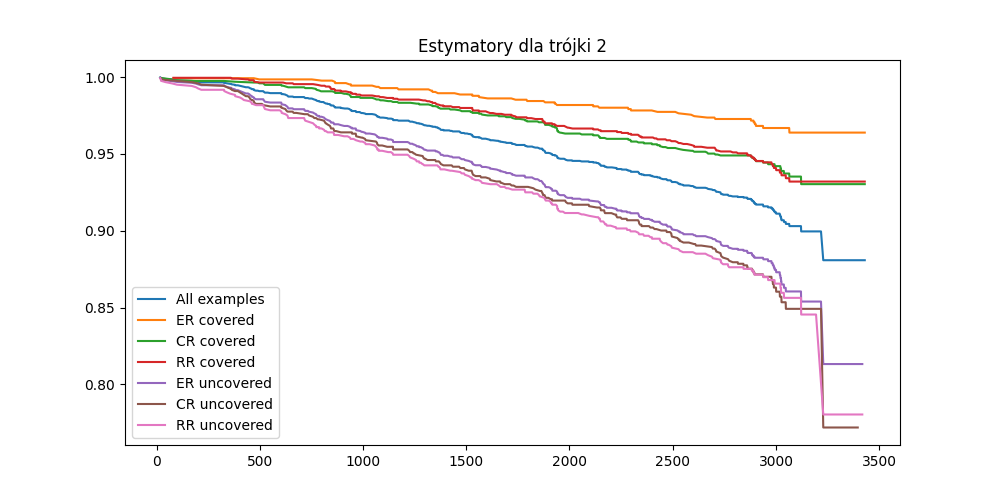 Estymatory dla trójki 2
1.00
0.95
0.90
0.85
0.80
All examples
ER covered
CR covered
RR covered
ER uncovered
CR uncovered
RR uncovered
0 500 1000 1500 2000 2500 3000 3500